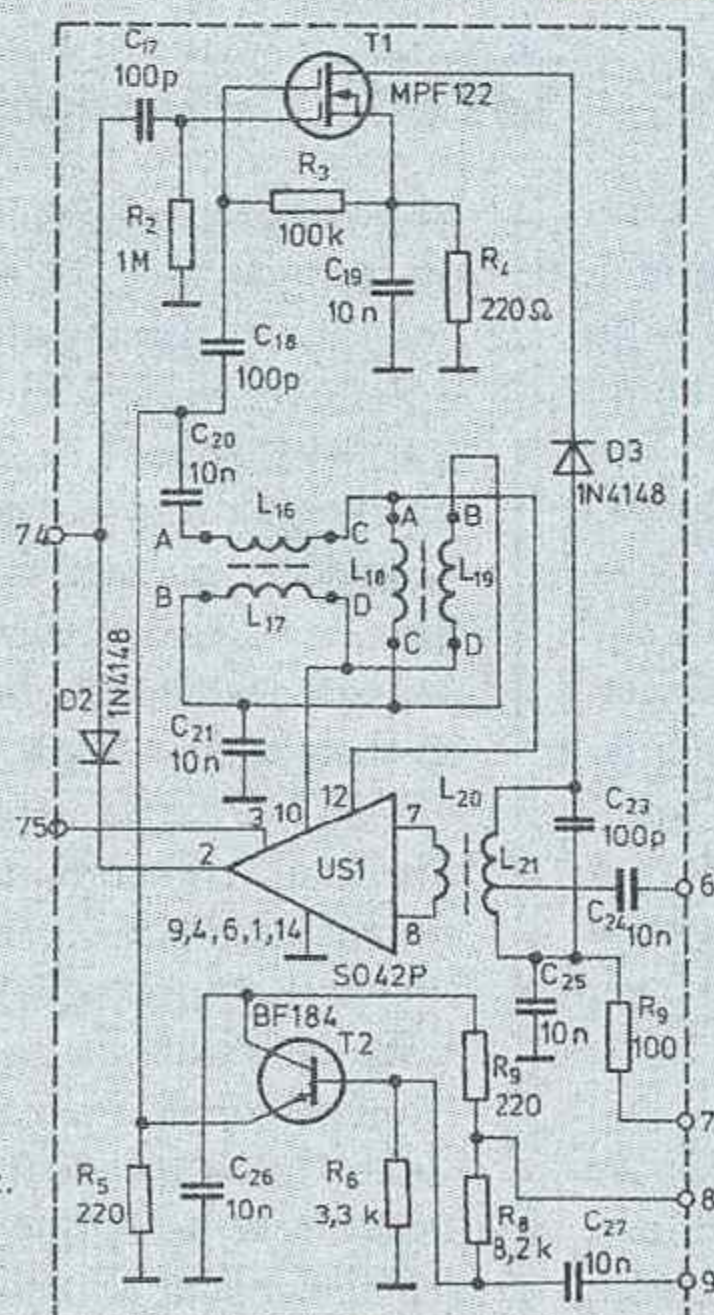 C17
100p
T1
MPF122
R3
100k
R2
1M
C19
10n
R4
220Ω
C18
100p
C20
10n
D3
1N4148
L16
A
C
A
B
74
L18
L19
B
D
L17
C
D
D2
1N4148
C21
10n
75
3
10
12
7
L20
C23
100p
2
US1
L21
6
9,4,6,1,14
8
C24
10n
SO42P
C25
10n
R9
100
BF184
T2
R9
220
7
R5
220
C26
10n
R6
3,3 k
R8
8,2k
8
C27
10n
9